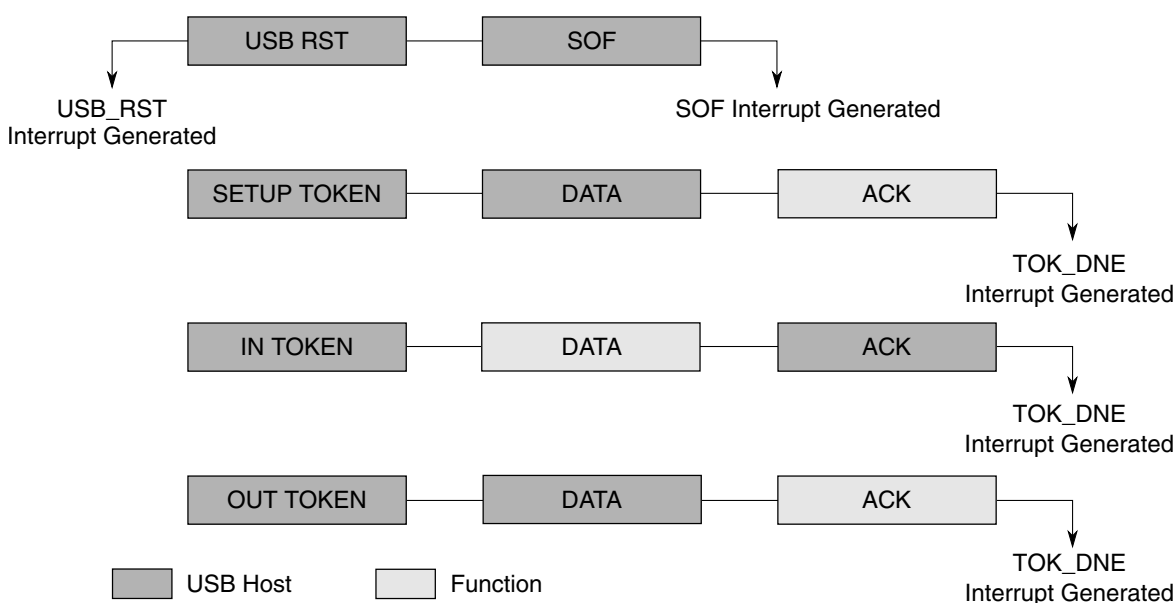 USB RST
SOF
USB_RST
Interrupt Generated
SOF Interrupt Generated
SETUP TOKEN
DATA
ACK
TOK_DNE
Interrupt Generated
IN TOKEN
DATA
ACK
TOK_DNE
Interrupt Generated
OUT TOKEN
DATA
ACK
TOK_DNE
Interrupt Generated
USB Host
Function